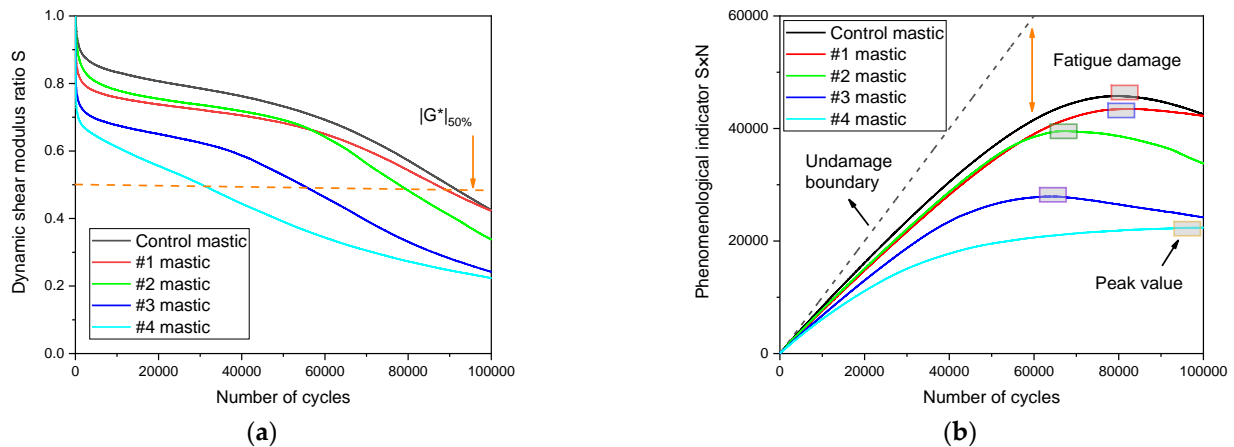 Dynamic shear modulus ratio S
1.0
0.8
0.6
0.4
0.2
0.0
|G*|50%
Control mastic
#1 mastic
#2 mastic
#3 mastic
#4 mastic
0 20000 40000 60000 80000 100000
Number of cycles
(a)
Phenomenological indicator S×N
60000
40000
20000
0
Control mastic
#1 mastic
#2 mastic
#3 mastic
#4 mastic
Fatigue damage
Undamage
boundary
Peak value
0 20000 40000 60000 80000 100000
Number of cycles
(b)